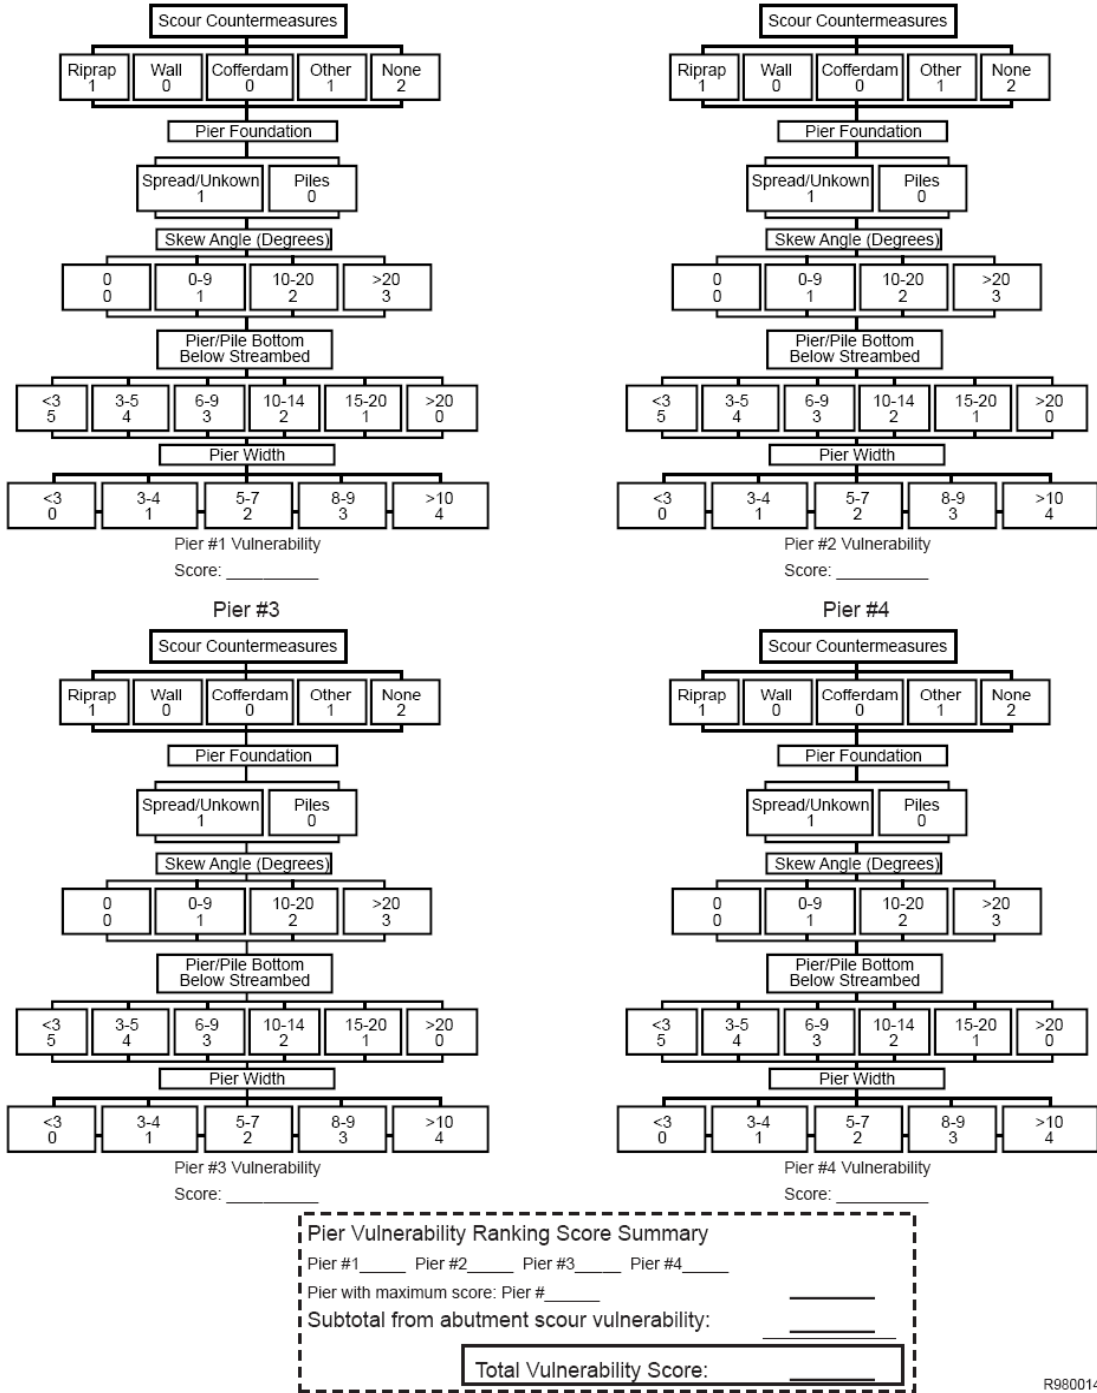 Scour Countermeasures
Riprap Wall Cofferdam Other None
1 0 0 1 2
Pier Foundation
Spread/Unkown Piles
1 0
Skew Angle (Degrees)
0 0-9 10-20 >20
0 1 2 3
Pier/Pile Bottom
Below Streambed
<3 3-5 6-9 10-14 15-20 >20
5 4 3 2 1 0
Pier Width
<3 3-4 5-7 8-9 >10
0 1 2 3 4
Pier #1 Vulnerability
Score: __________
Scour Countermeasures
Riprap Wall Cofferdam Other None
1 0 0 1 2
Pier Foundation
Spread/Unkown Piles
1 0
Skew Angle (Degrees)
0 0-9 10-20 >20
0 1 2 3
Pier/Pile Bottom
Below Streambed
<3 3-5 6-9 10-14 15-20 >20
5 4 3 2 1 0
Pier Width
<3 3-4 5-7 8-9 >10
0 1 2 3 4
Pier #2 Vulnerability
Score: __________
Pier #3
Scour Countermeasures
Riprap Wall Cofferdam Other None
1 0 0 1 2
Pier Foundation
Spread/Unkown Piles
1 0
Skew Angle (Degrees)
0 0-9 10-20 >20
0 1 2 3
Pier/Pile Bottom
Below Streambed
<3 3-5 6-9 10-14 15-20 >20
5 4 3 2 1 0
Pier Width
<3 3-4 5-7 8-9 >10
0 1 2 3 4
Pier #3 Vulnerability
Score: __________
Pier #4
Scour Countermeasures
Riprap Wall Cofferdam Other None
1 0 0 1 2
Pier Foundation
Spread/Unkown Piles
1 0
Skew Angle (Degrees)
0 0-9 10-20 >20
0 1 2 3
Pier/Pile Bottom
Below Streambed
<3 3-5 6-9 10-14 15-20 >20
5 4 3 2 1 0
Pier Width
<3 3-4 5-7 8-9 >10
0 1 2 3 4
Pier #4 Vulnerability
Score: __________
Pier Vulnerability Ranking Score Summary
Pier #1_____ Pier #2_____ Pier #3_____ Pier #4_____
Pier with maximum score: Pier #______ _________
Subtotal from abutment scour vulnerability: _________
Total Vulnerability Score: _________
R980014